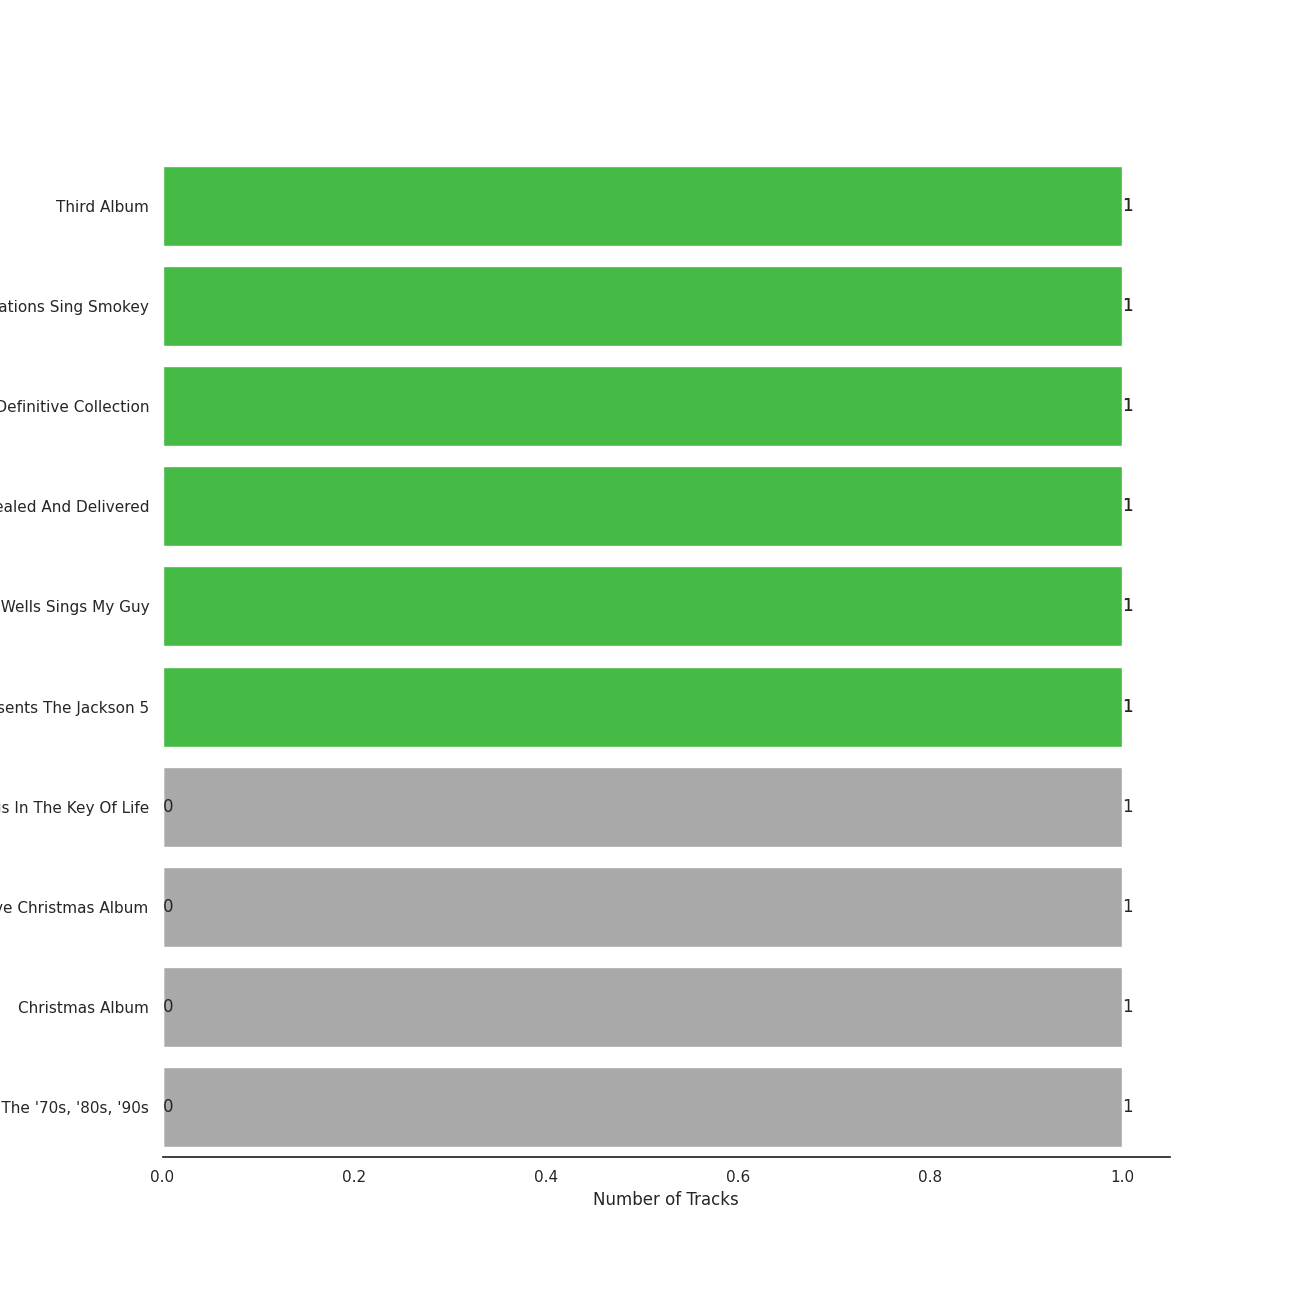 Third Album 1
ations Sing Smokey 1
Definitive Collection 1
ealed And Delivered 1
Wells Sings My Guy 1
sents The Jackson 5 1
s In The Key Of Life 0 1
ve Christmas Album 0 1
Christmas Album 0 1
The '70s, '80s, '90s 0 1
0.0 0.2 0.4 0.6 0.8 1.0
Number of Tracks